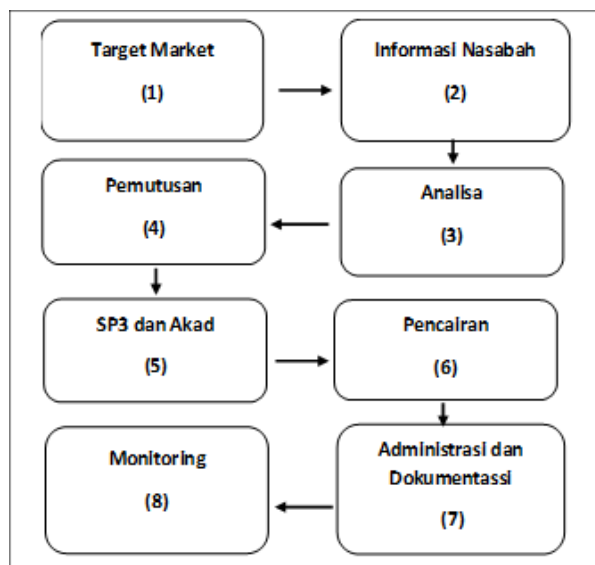 Target Market
(1)
Informasi Nasabah
(2)
Analisa
(3)
Pemutusan
(4)
SP3 dan Akad
(5)
Pencairan
(6)
Administrasi dan
Dokumentassi
(7)
Monitoring
(8)